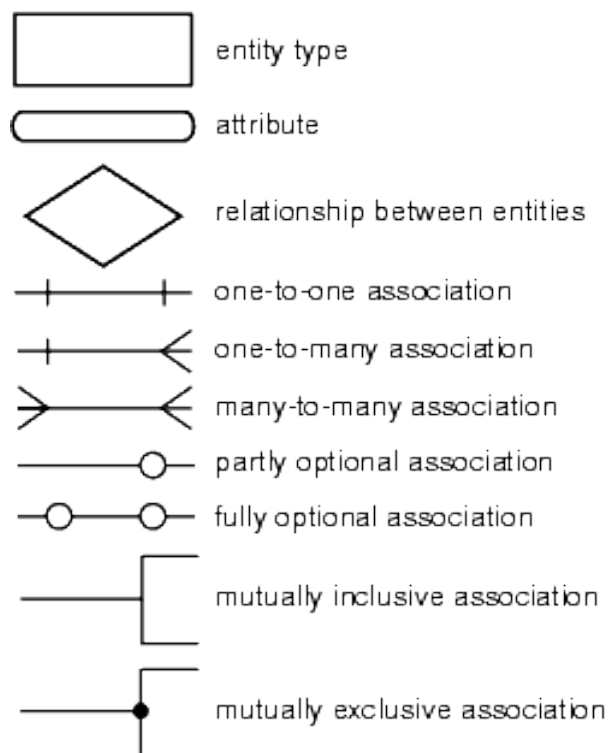 entity type
attribute
relationship between entities
one-to-one association
one-to-many association
many-to-many association
partly optional association
fully optional association
mutually inclusive association
mutually exclusive association